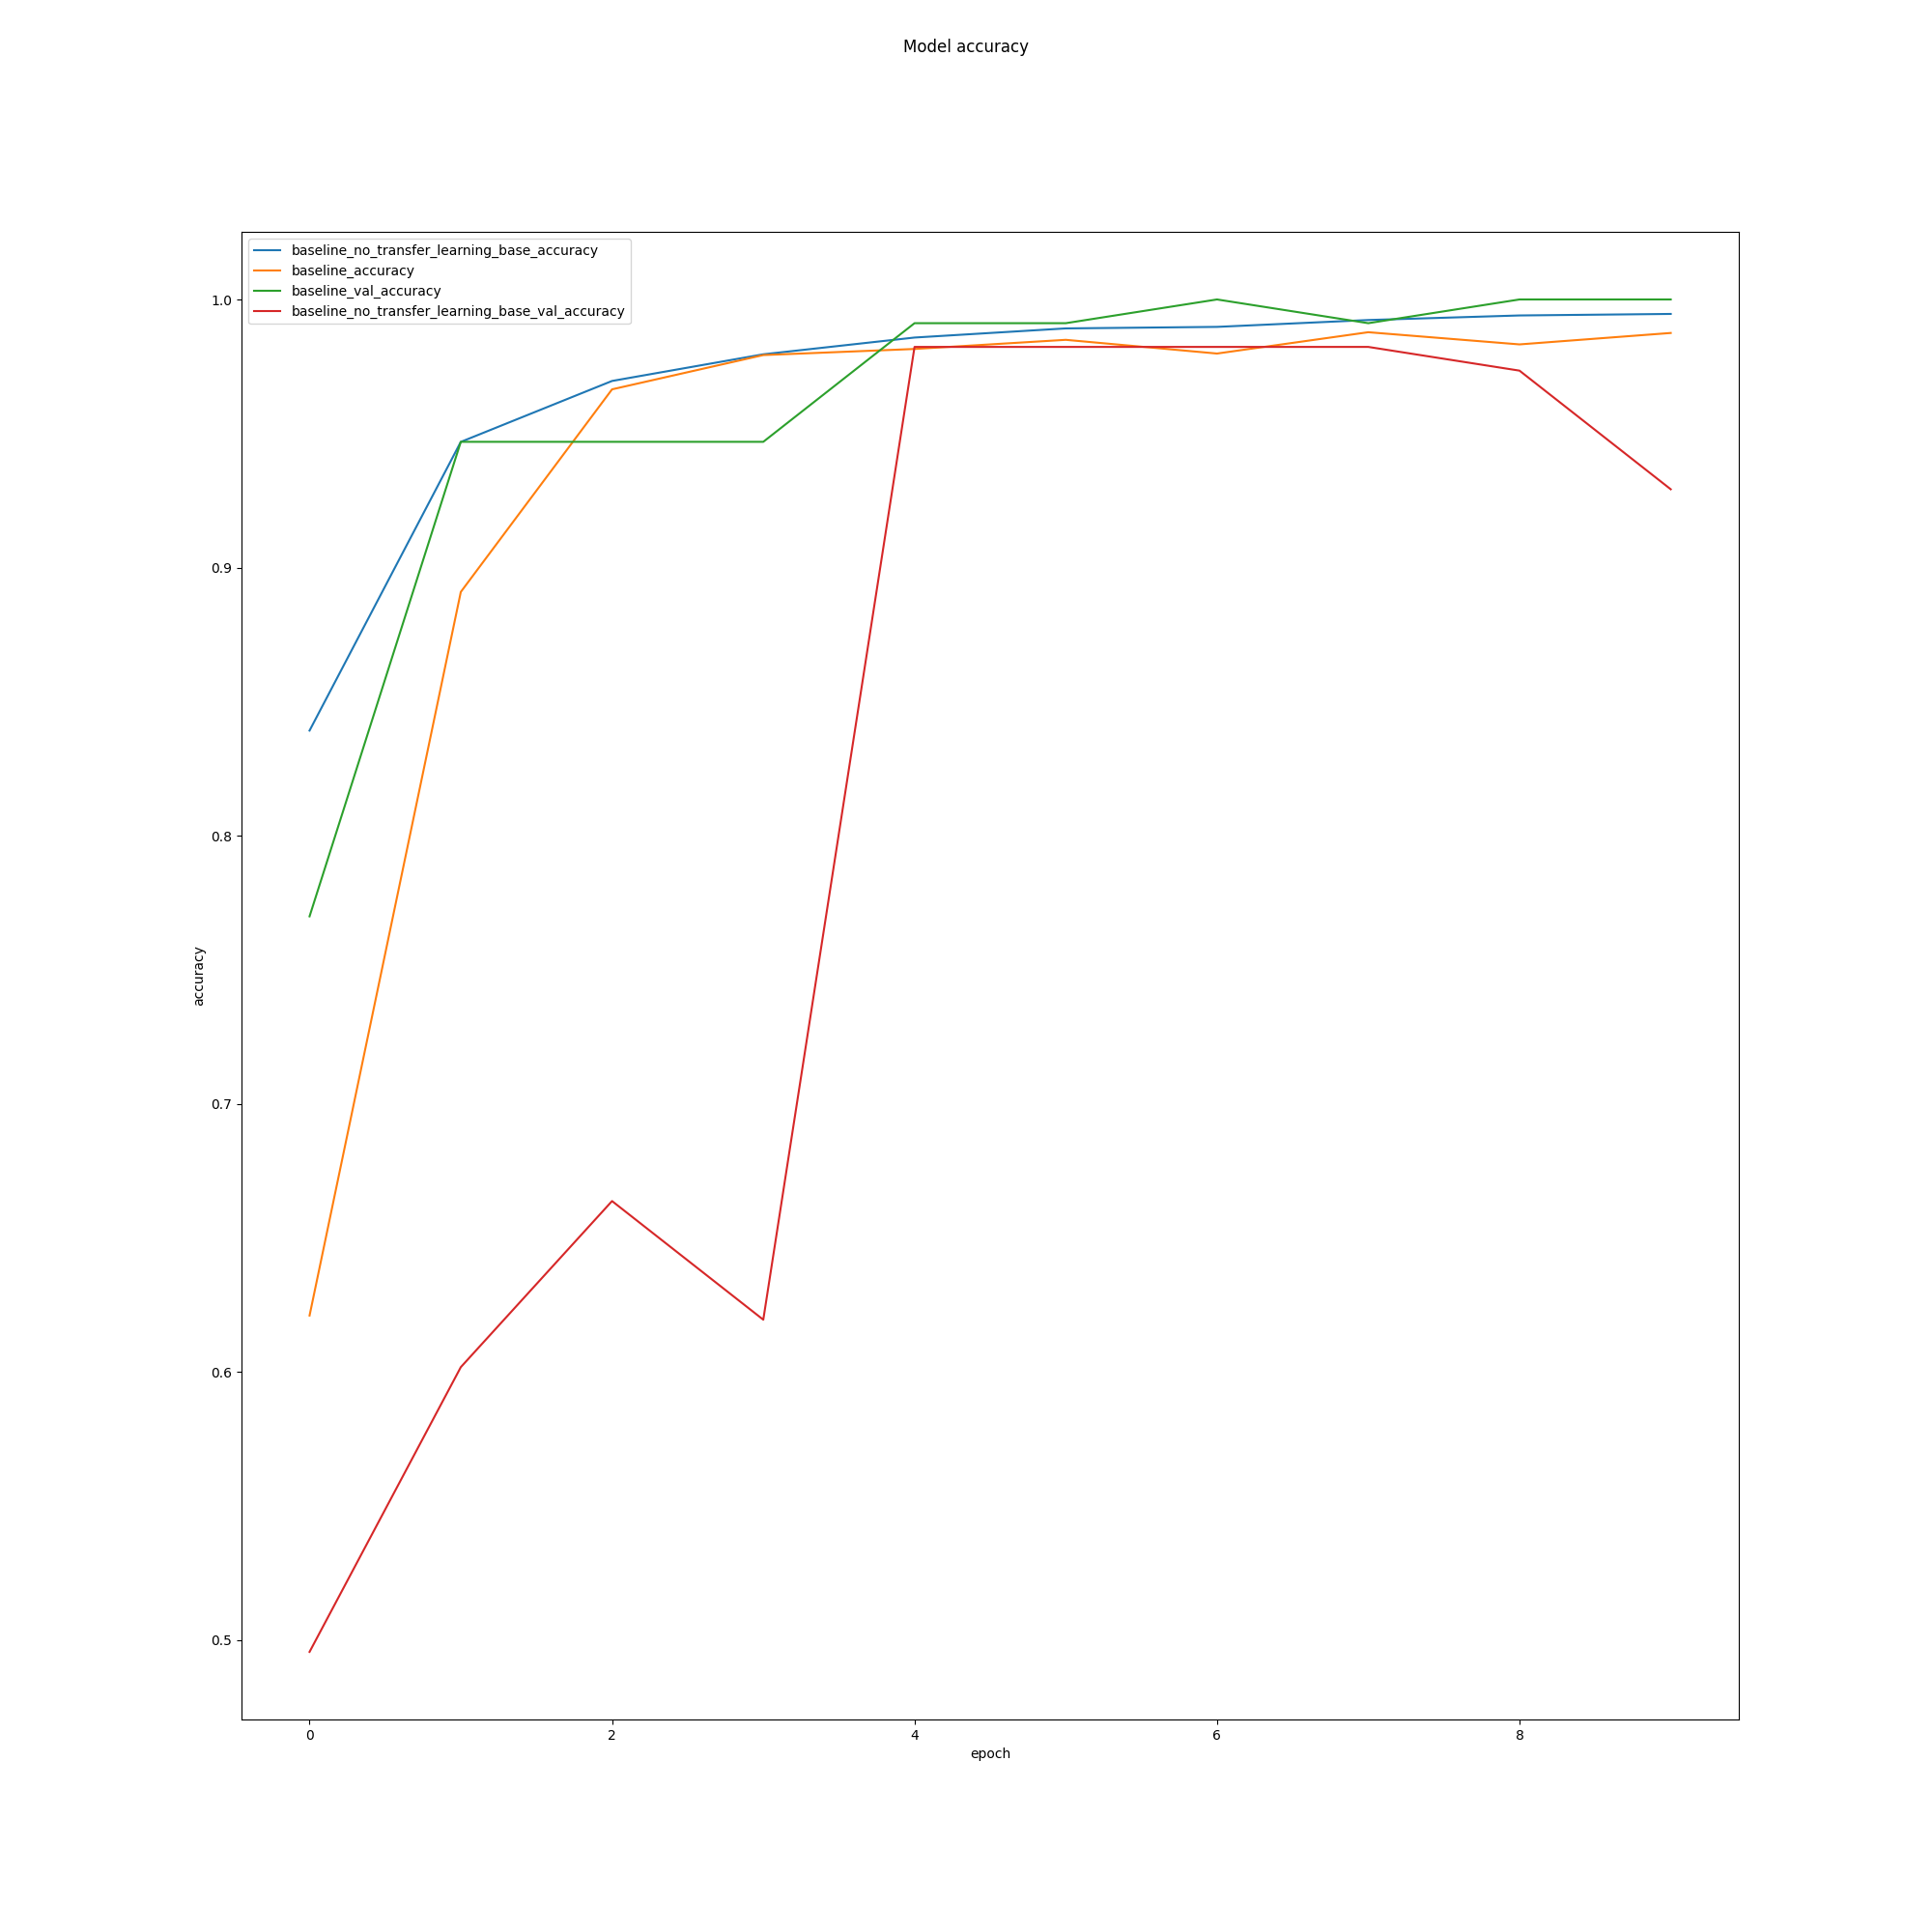 Model accuracy
baseline_no_transfer_learning_base_accuracy
baseline_accuracy
baseline_val_accuracy
baseline_no_transfer_learning_base_val_accuracy
1.0
0.9
0.8
0.7
0.6
0.5
accuracy
0 2 4 6 8
epoch